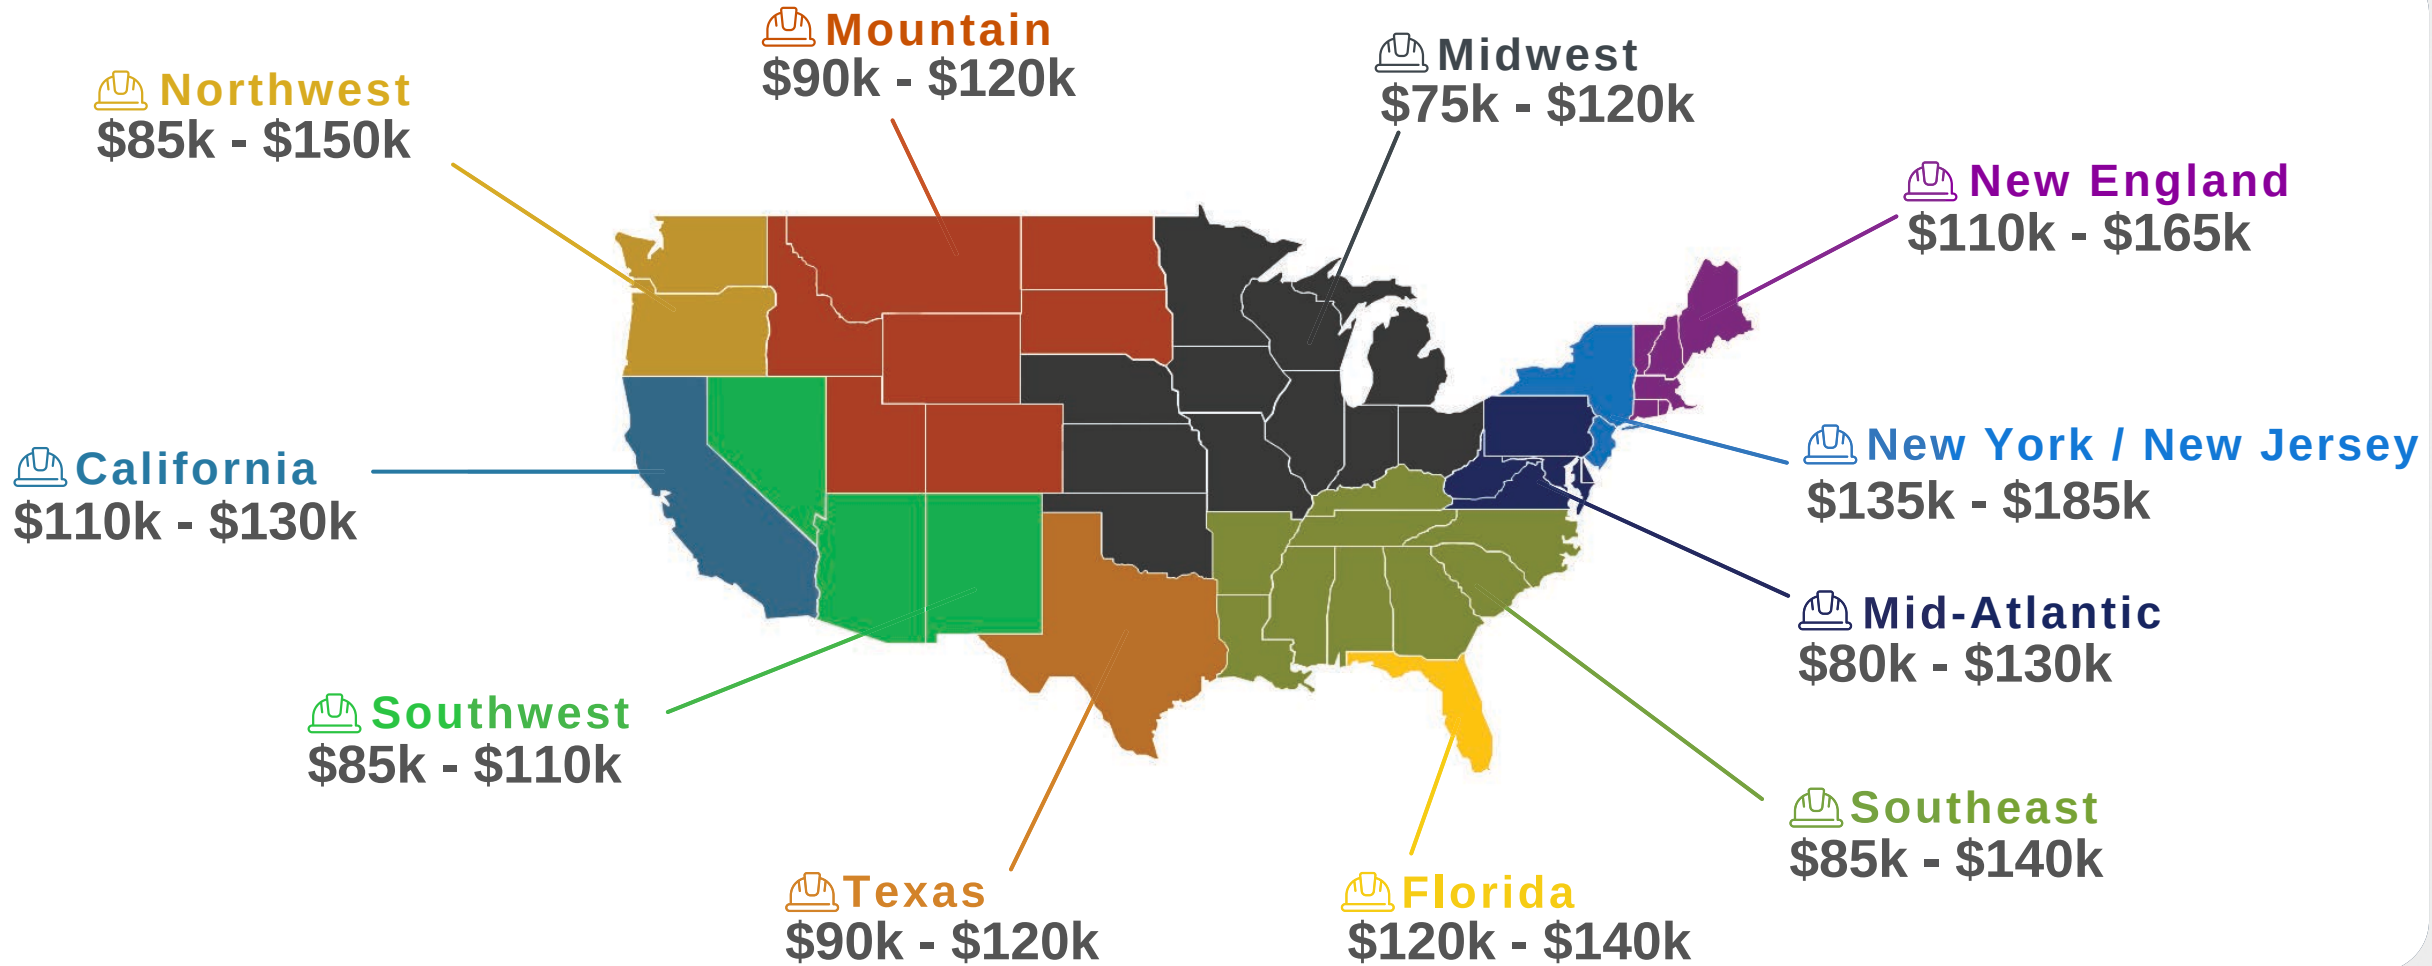 Mountain
$90k - $120k
Midwest
$75k - $120k
Northwest
$85k - $150k
New England
$110k - $165k
California
$110k - $130k
New York / New Jersey
$135k - $185k
Mid-Atlantic
$80k - $130k
Southwest
$85k - $110k
Southeast
$85k - $140k
Texas
$90k - $120k
Florida
$120k - $140k